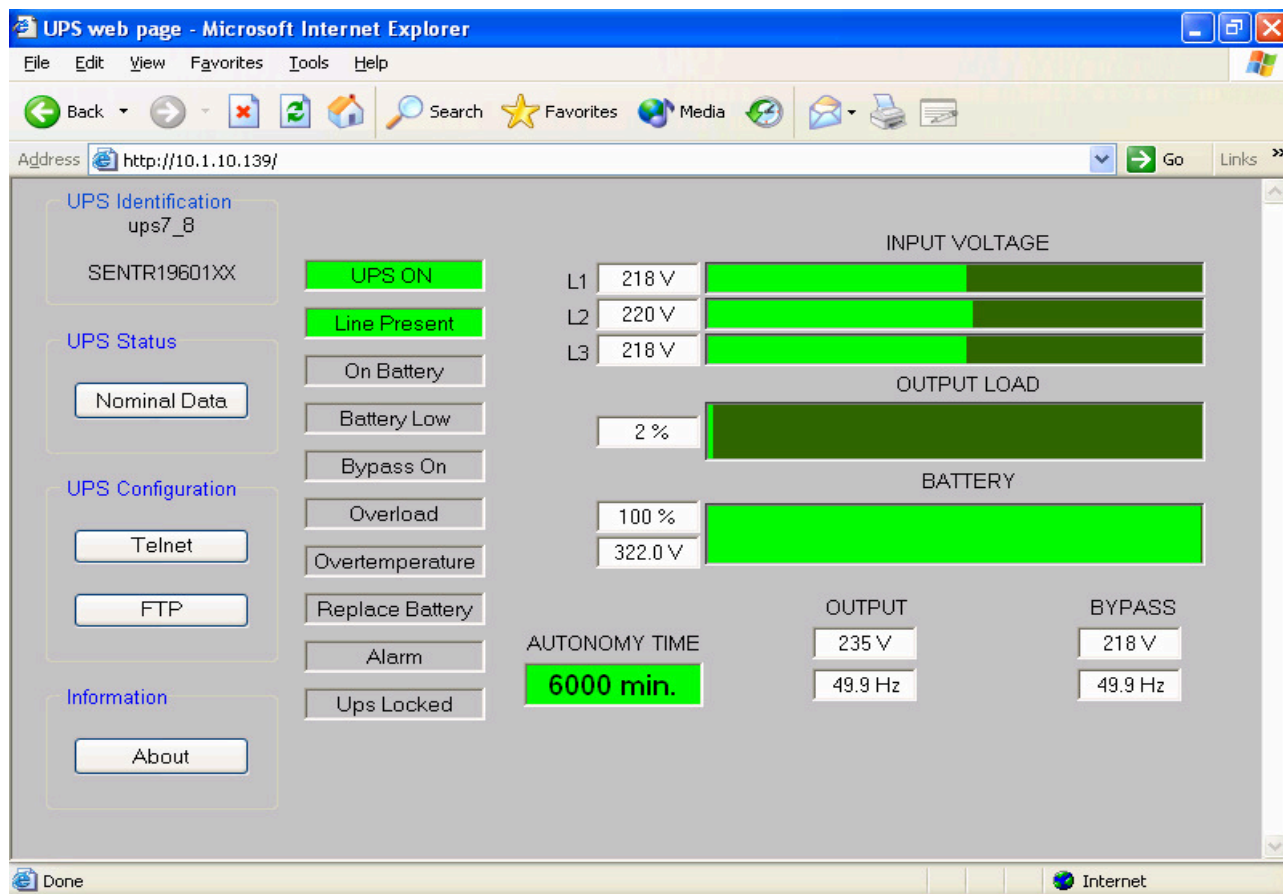 UPS web page - Microsoft Internet Explorer
File Edit View Favorites Tools Help
Back Search Favorites Media
Address http://10.1.10.139/ Go Links »
UPS Identification
ups7_8
SENTR19601XX
UPS Status
Nominal Data
UPS Configuration
Telnet
FTP
Information
About
UPS ON
Line Present
On Battery
Battery Low
Bypass On
Overload
Overtemperature
Replace Battery
Alarm
Ups Locked
INPUT VOLTAGE
L1 218 V
L2 220 V
L3 218 V
OUTPUT LOAD
2 %
BATTERY
100 %
322.0 V
AUTONOMY TIME
6000 min.
OUTPUT
235 V
49.9 Hz
BYPASS
218 V
49.9 Hz
Done Internet